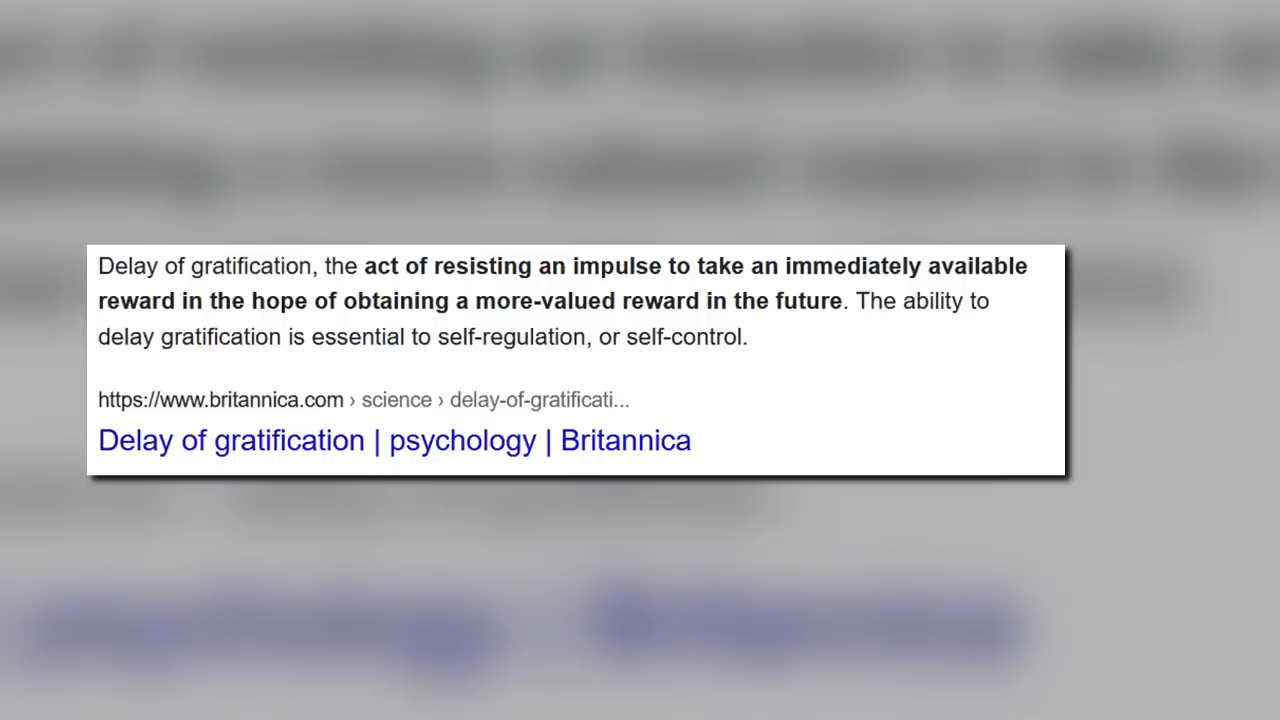 Delay of gratification, the act of resisting an impulse to take an immediately available
reward in the hope of obtaining a more-valued reward in the future. The ability to
delay gratification is essential to self-regulation, or self-control.
https://www.britannica.com › science › delay-of-gratificati...
Delay of gratification | psychology | Britannica